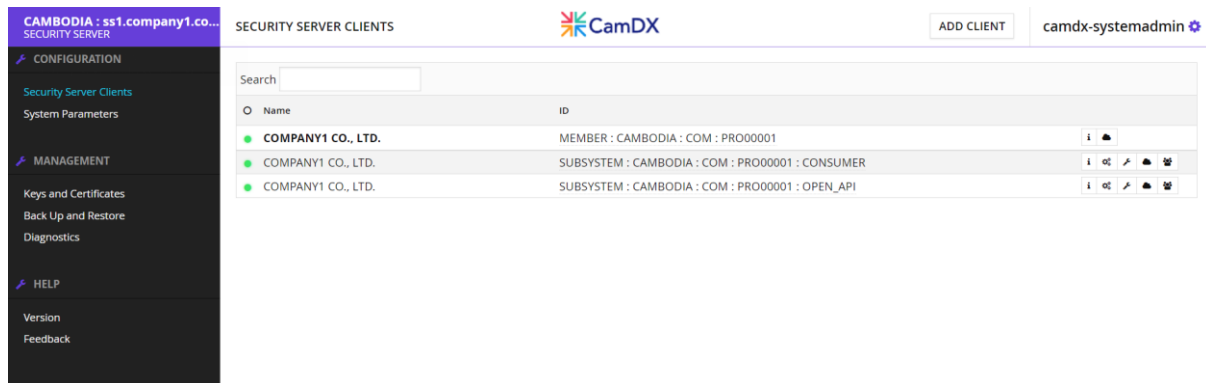 CAMBODIA : ss1.company1.co...
SECURITY SERVER
SECURITY SERVER CLIENTS
CamDX
ADD CLIENT
camdx-systemadmin
CONFIGURATION
Security Server Clients
System Parameters
MANAGEMENT
Keys and Certificates
Back Up and Restore
Diagnostics
HELP
Version
Feedback
Search
Name ID
COMPANY1 CO., LTD. MEMBER : CAMBODIA : COM : PRO00001
COMPANY1 CO., LTD. SUBSYSTEM : CAMBODIA : COM : PRO00001 : CONSUMER
COMPANY1 CO., LTD. SUBSYSTEM : CAMBODIA : COM : PRO00001 : OPEN_API